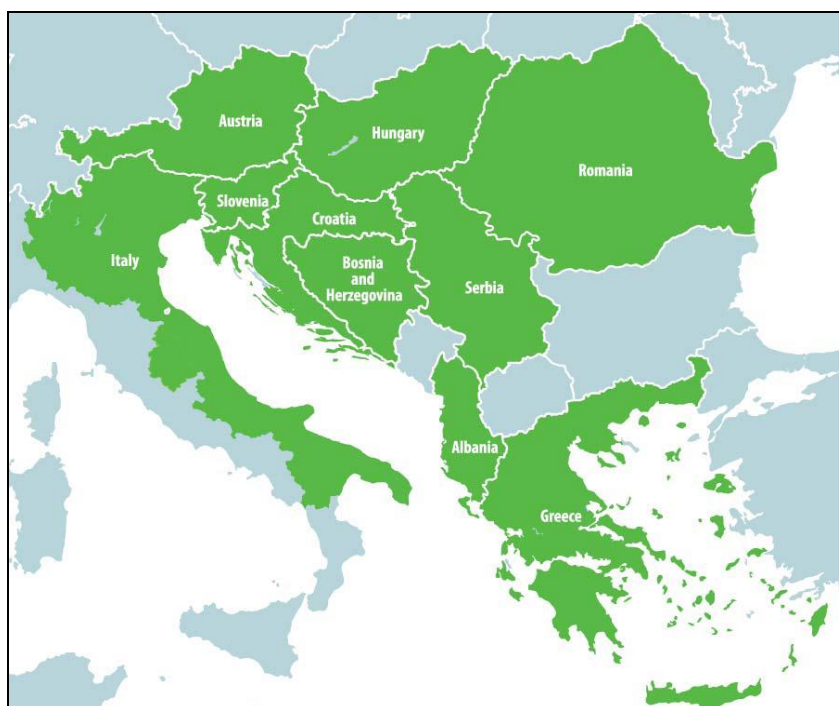 Austria
Hungary
Romania
Slovenia
Croatia
Italy
Bosnia
and
Herzegovina
Serbia
Albania
Greece